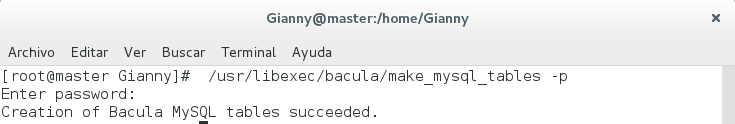 Gianny@master:/home/Gianny
Archivo Editar Ver Buscar Terminal Ayuda
[root@master Gianny]#  /usr/libexec/bacula/make_mysql_tables -p
Enter password:
Creation of Bacula MySQL tables succeeded.